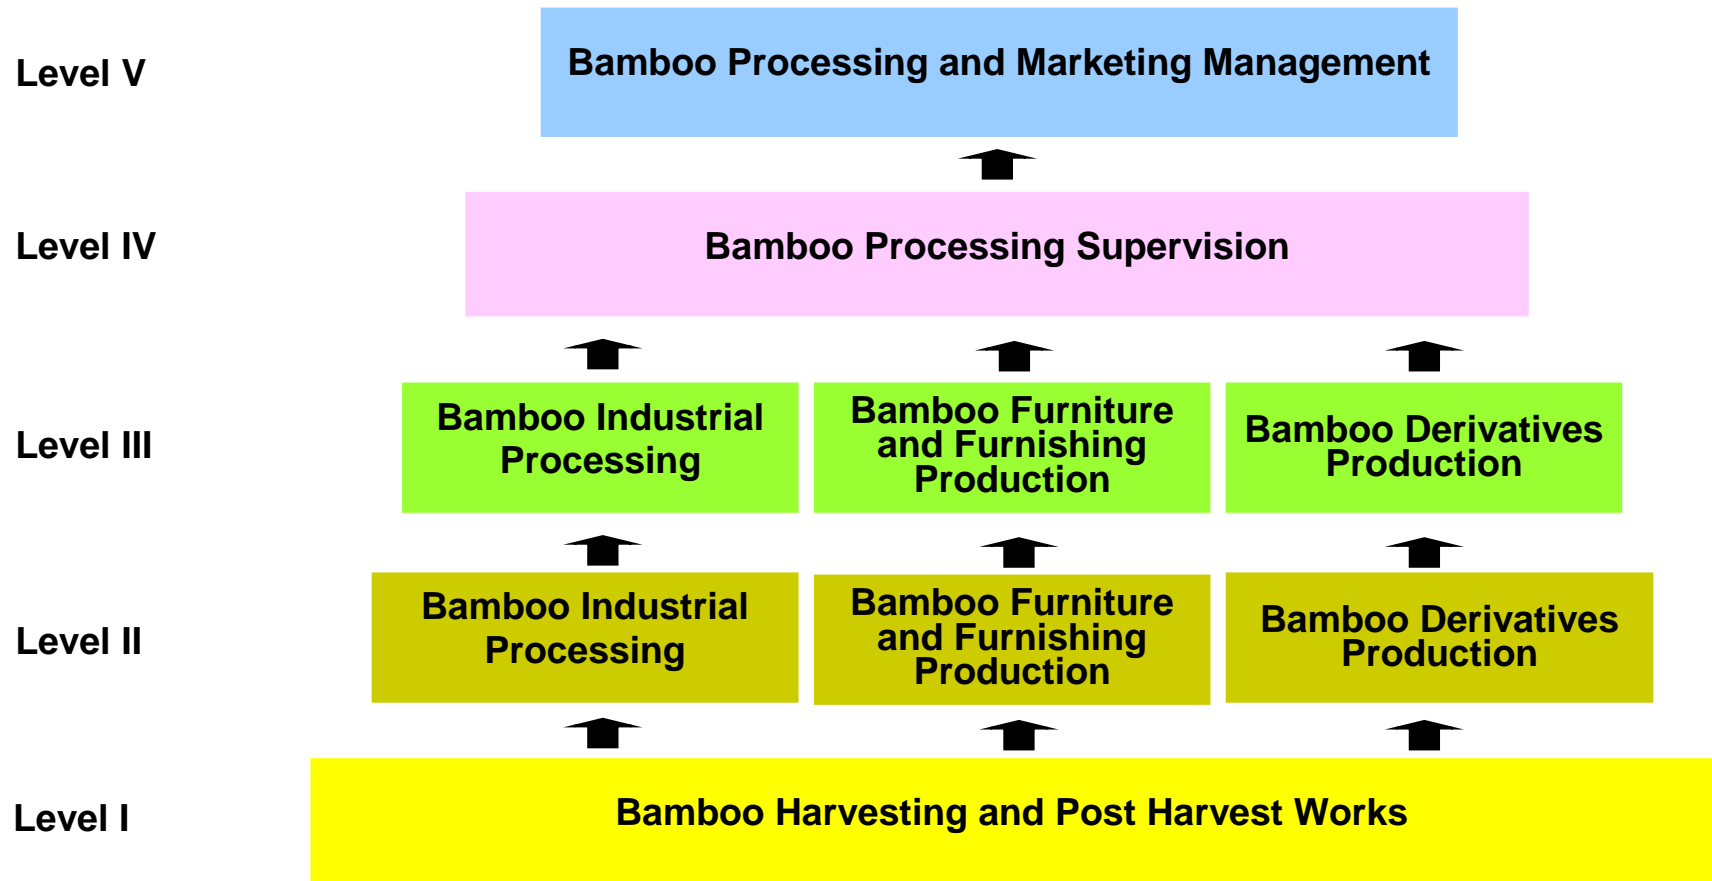 Level V
Bamboo Processing and Marketing Management
Level IV
Bamboo Processing Supervision
Level III
Bamboo Industrial
Processing
Bamboo Furniture
and Furnishing
Production
Bamboo Derivatives
Production
Level II
Bamboo Industrial
Processing
Bamboo Furniture
and Furnishing
Production
Bamboo Derivatives
Production
Level I
Bamboo Harvesting and Post Harvest Works